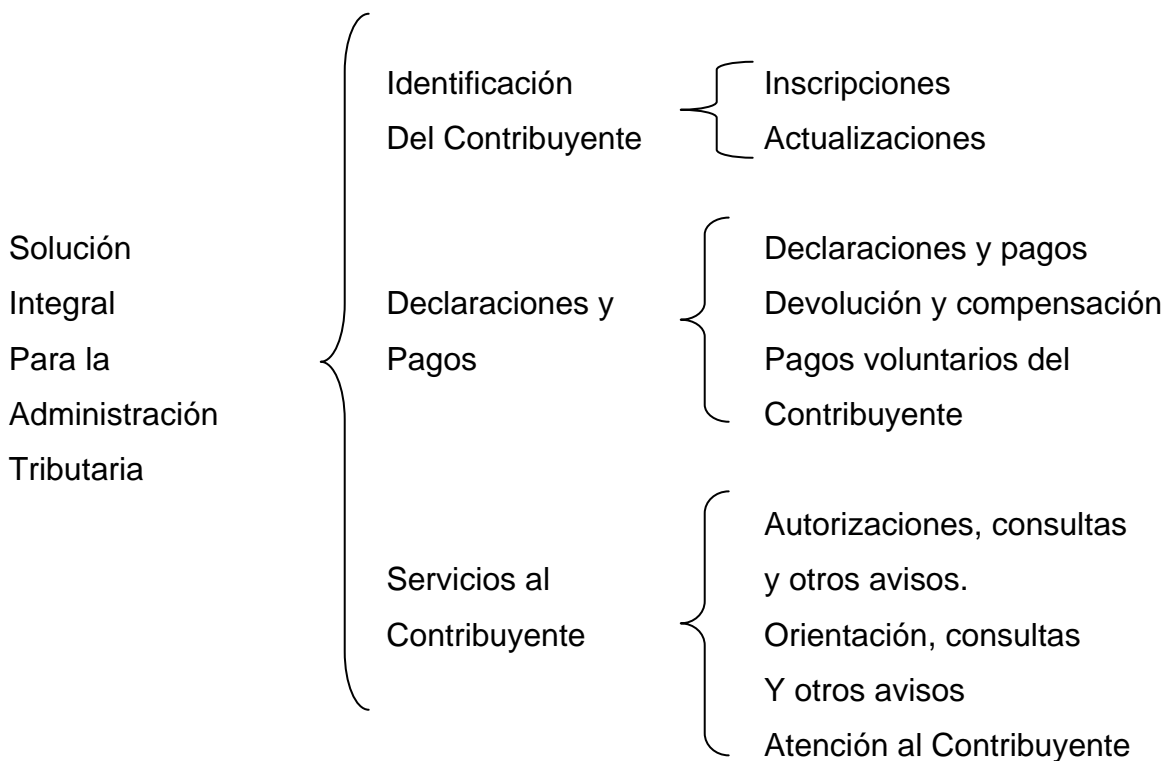 Solución
Integral
Para la
Administración
Tributaria
Identificación
Del Contribuyente
Inscripciones
Actualizaciones
Declaraciones y
Pagos
Declaraciones y pagos
Devolución y compensación
Pagos voluntarios del
Contribuyente
Servicios al
Contribuyente
Autorizaciones, consultas
y otros avisos.
Orientación, consultas
Y otros avisos
Atención al Contribuyente